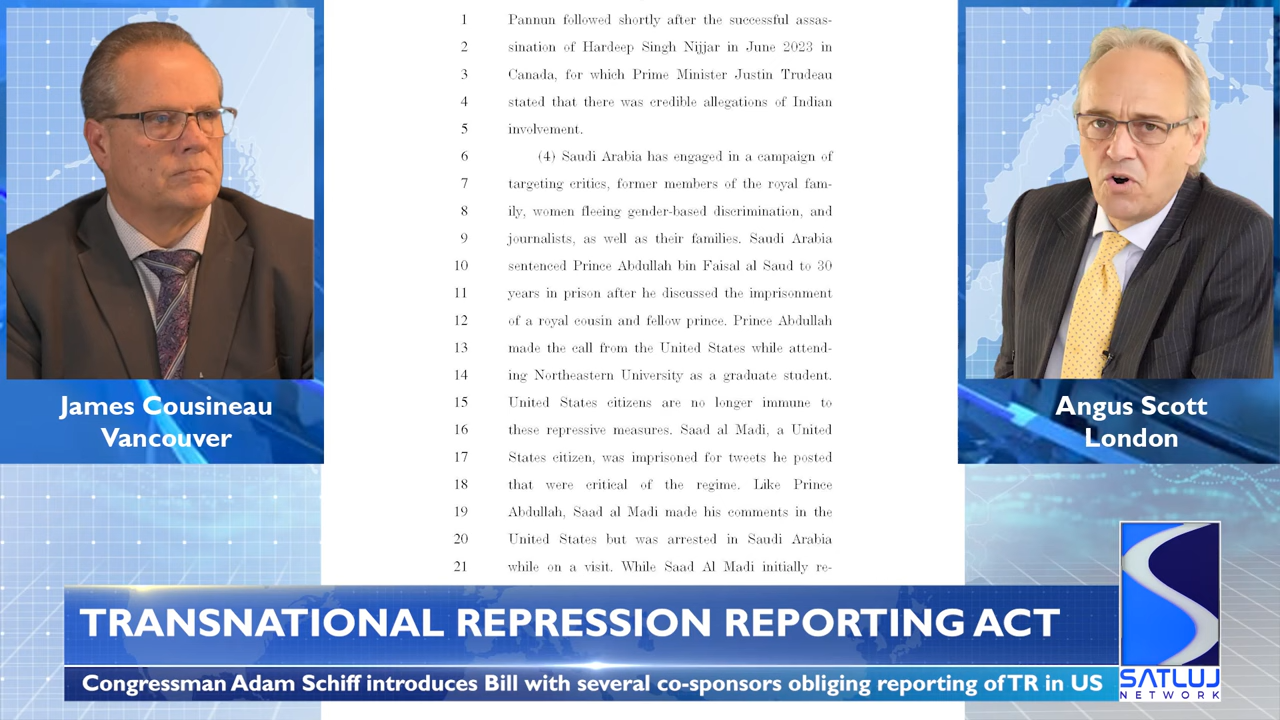 1 Pannun followed shortly after the successful assas-
2 sination of Hardeep Singh Nijjar in June 2023 in
3 Canada, for which Prime Minister Justin Trudeau
4 stated that there was credible allegations of Indian
5 involvement.
6 (4) Saudi Arabia has engaged in a campaign of
7 targeting critics, former members of the royal fam-
8 ily, women fleeing gender-based discrimination, and
9 journalists, as well as their families. Saudi Arabia
10 sentenced Prince Abdullah bin Faisal al Saud to 30
11 years in prison after he discussed the imprisonment
12 of a royal cousin and fellow prince. Prince Abdullah
13 made the call from the United States while attend-
14 ing Northeastern University as a graduate student.
15 United States citizens are no longer immune to
16 these repressive measures. Saad al Madi, a United
17 States citizen, was imprisoned for tweets he posted
18 that were critical of the regime. Like Prince
19 Abdullah, Saad al Madi made his comments in the
20 United States but was arrested in Saudi Arabia
21 while on a visit. While Saad Al Madi initially re-
James Cousineau
Vancouver
Angus Scott
London
TRANSNATIONAL REPRESSION REPORTING ACT
Congressman Adam Schiff introduces Bill with several co-sponsors obliging reporting of TR in US
SATLUJ
NETWORK